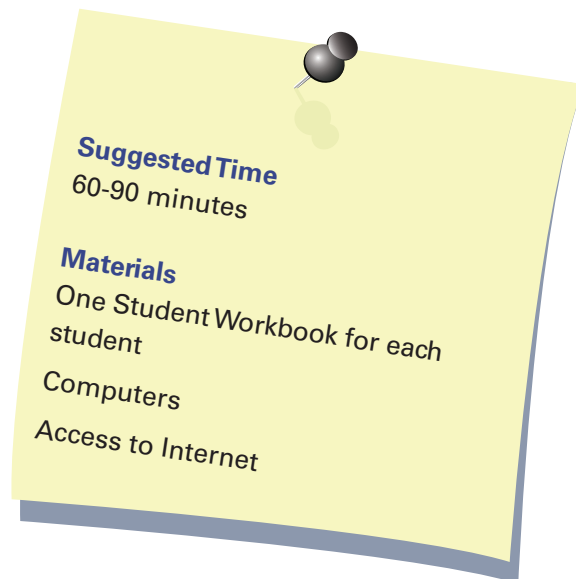 Suggested Time
60-90 minutes
Materials
One Student Workbook for each
student
Computers
Access to Internet